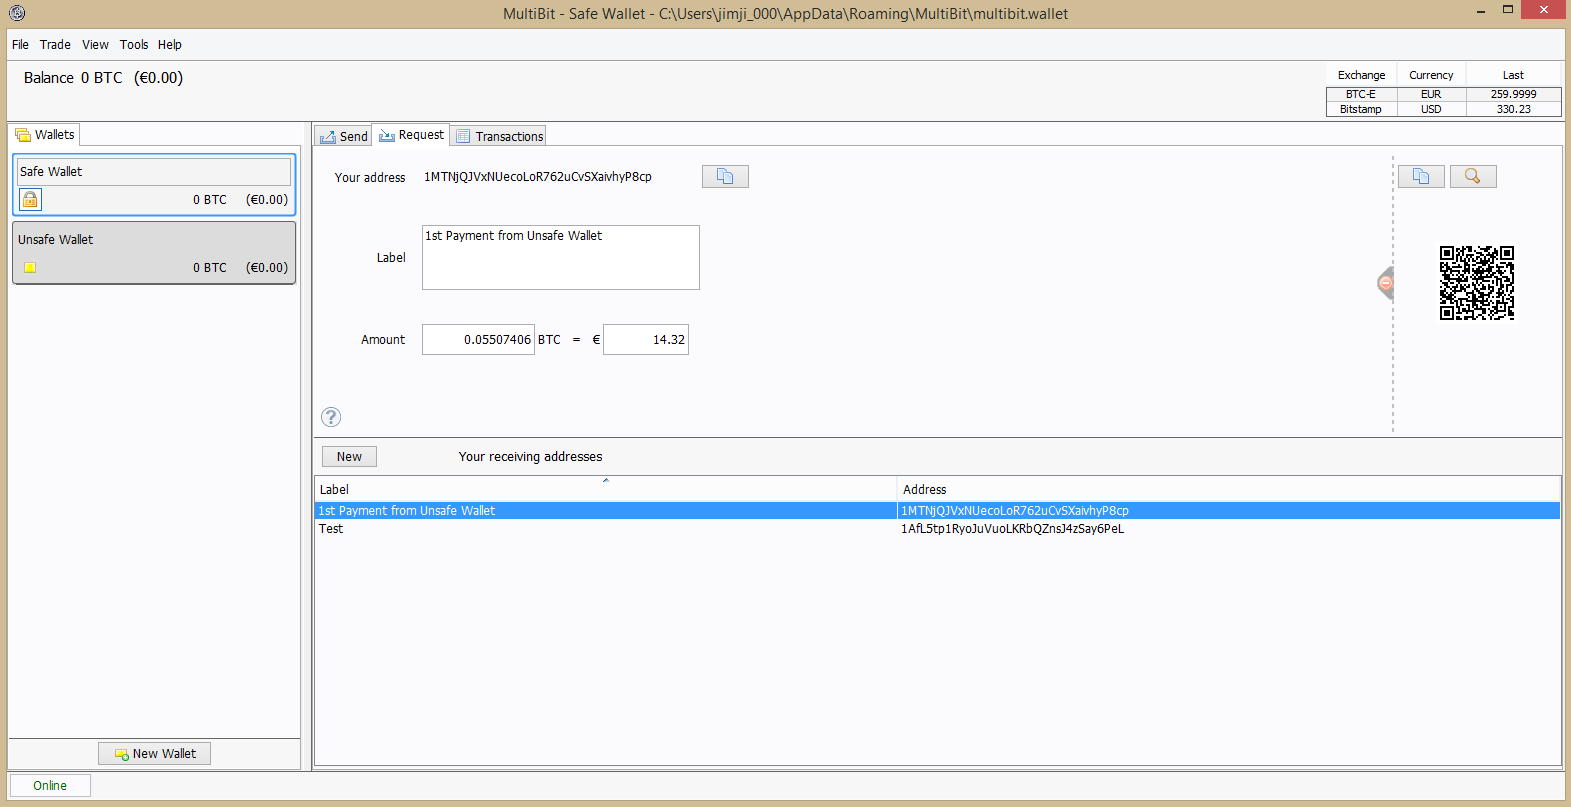 MultiBit - Safe Wallet - C:\Users\jimji_000\AppData\Roaming\MultiBit\multibit.wallet
File Trade View Tools Help
Balance 0 BTC (€0.00)
Exchange Currency Last
BTC-E EUR 259.9999
Bitstamp USD 330.23
Wallets
Safe Wallet
0 BTC (€0.00)
Unsafe Wallet
0 BTC (€0.00)
New Wallet
Send Request Transactions
Your address 1MTNjQJVxNUecoLoR762uCvSXaivhyP8cp
Label 1st Payment from Unsafe Wallet
Amount 0.05507406 BTC = € 14.32
?
New Your receiving addresses
Label Address
1st Payment from Unsafe Wallet 1MTNjQJVxNUecoLoR762uCvSXaivhyP8cp
Test 1AfL5tp1RyoJuVuoLKRbQZnsJ4zSay6PeL
Online